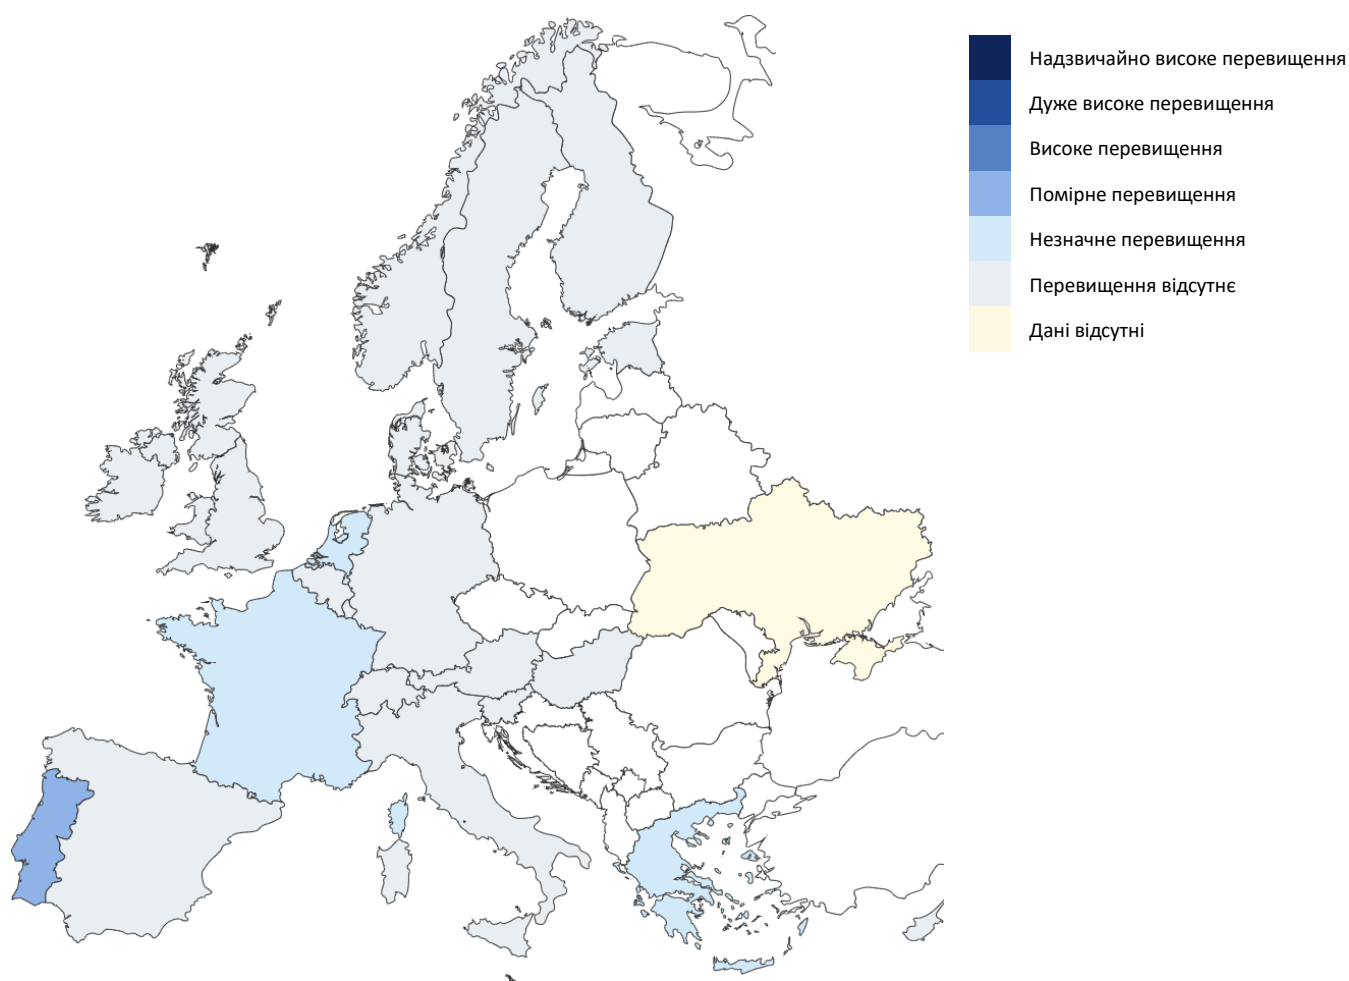 Надзвичайно високе перевищення
Дуже високе перевищення
Високе перевищення
Помірне перевищення
Незначне перевищення
Перевищення відсутнє
Дані відсутні